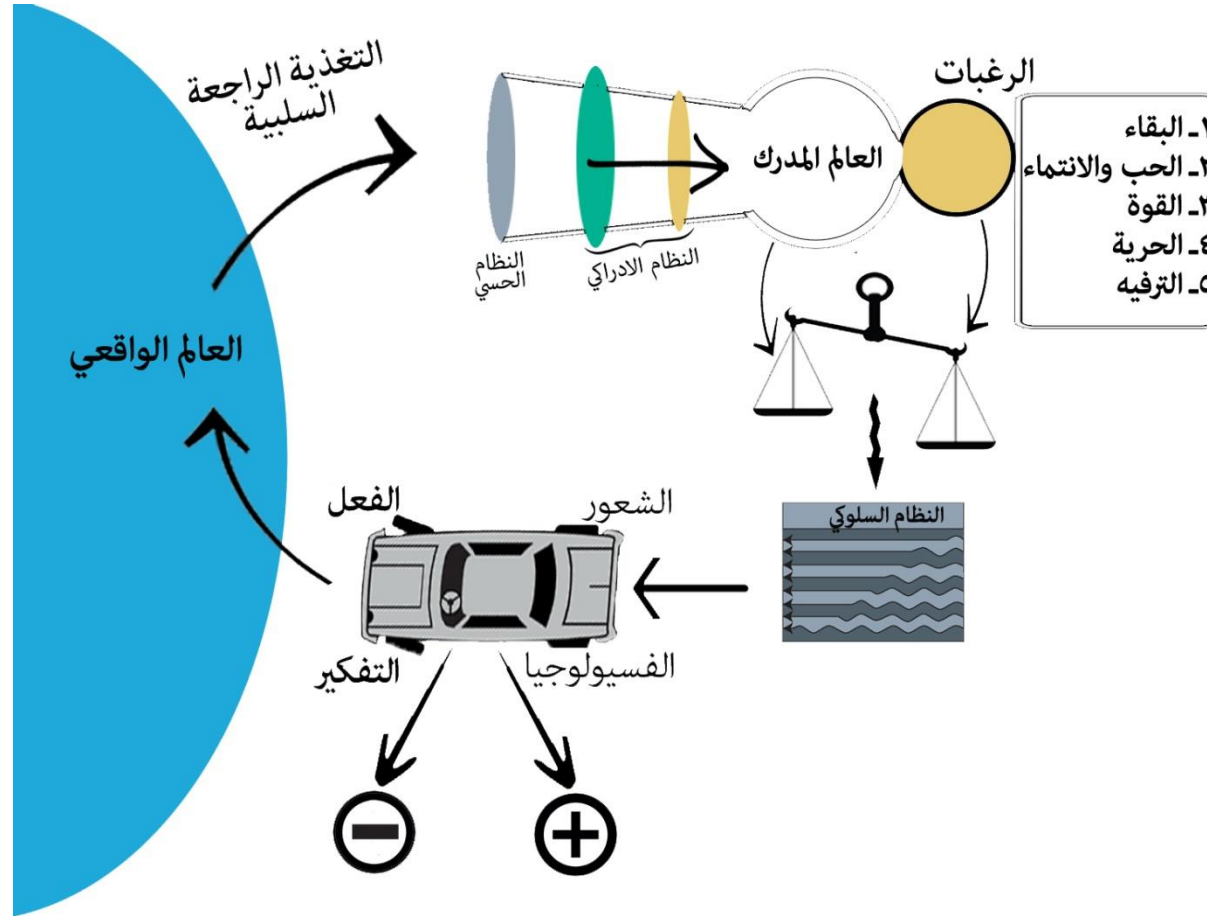 التغذية الراجعة
السلبية
الرغبات
١ـ البقاء
٢ـ الحب والانتماء
٣ـ القوة
٤ـ الحرية
٥ـ الترفيه
العالم المدرك
النظام الادراكي
النظام
الحسي
العالم الواقعي
النظام السلوكي
الشعور
الفعل
الفسيولوجيا
التفكير